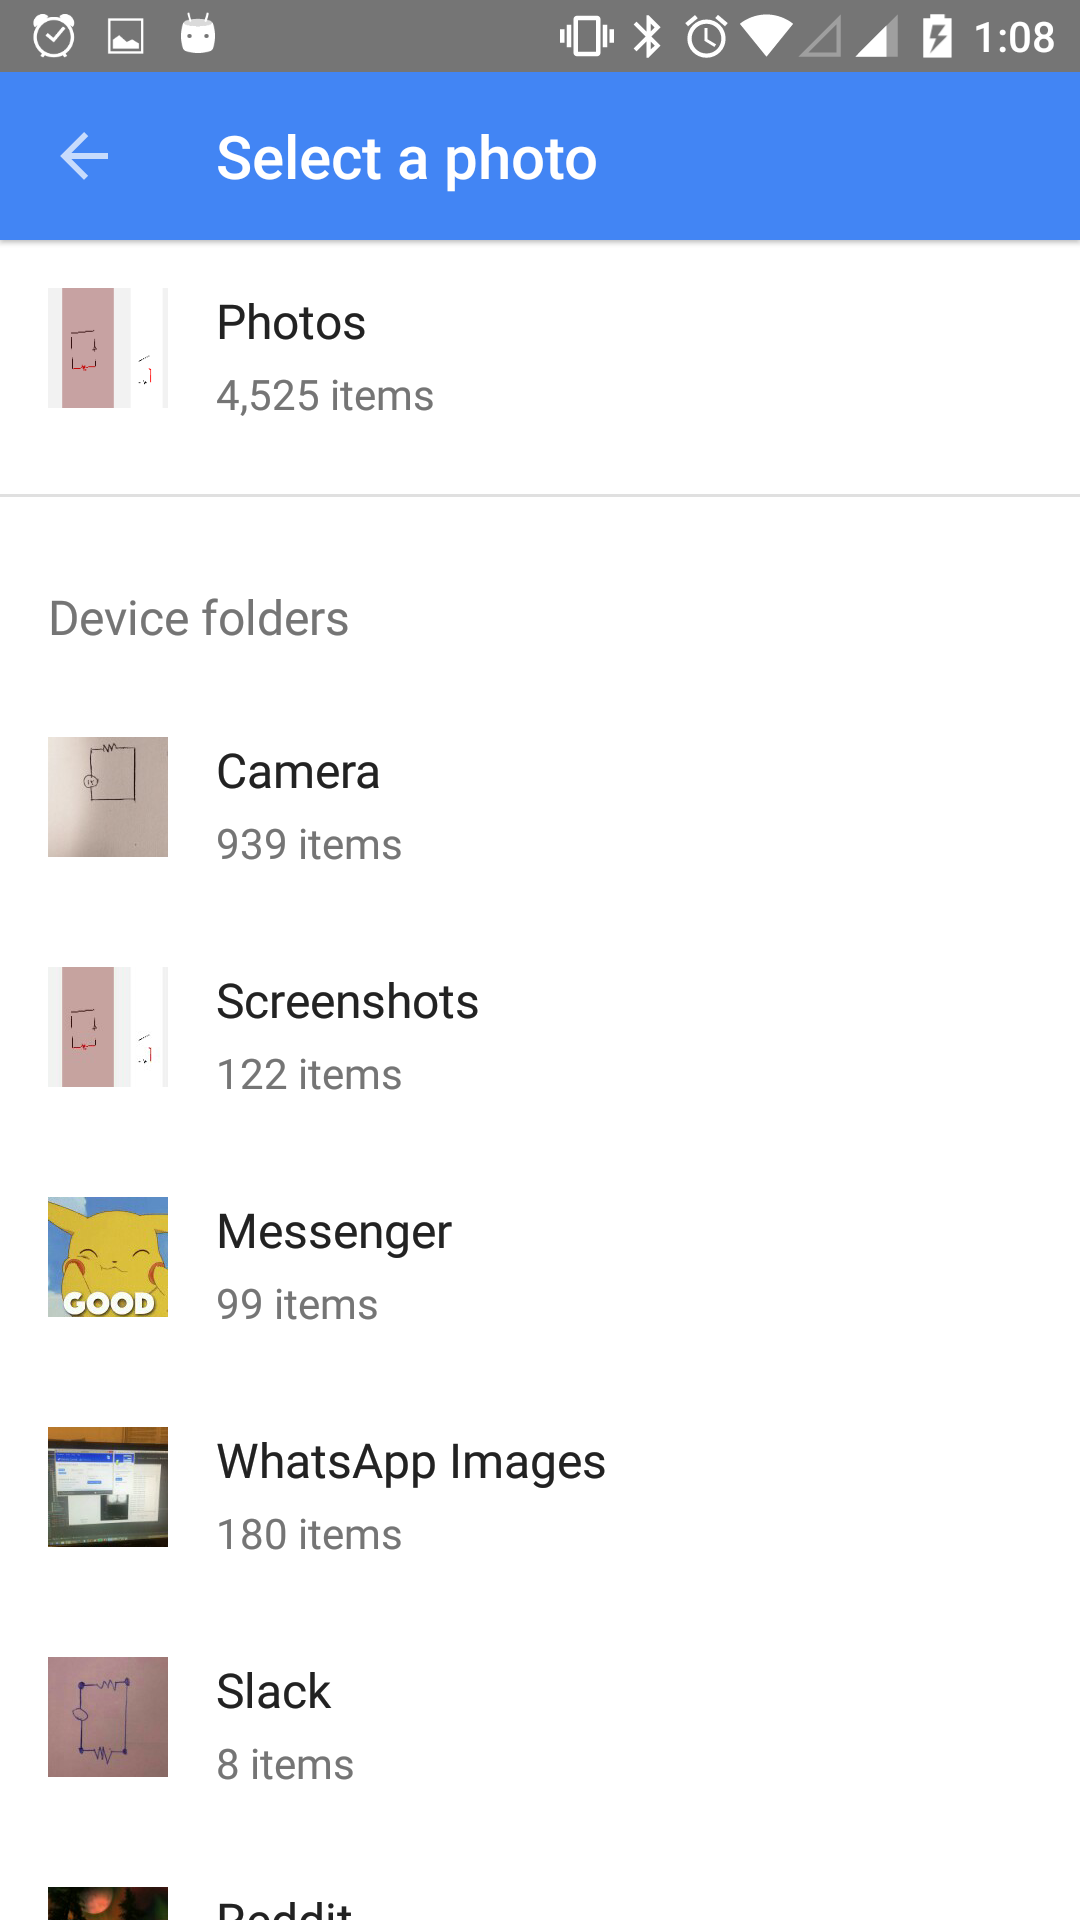 1:08
Select a photo
Photos
4,525 items
Device folders
Camera
939 items
Screenshots
122 items
Messenger
99 items
GOOD
WhatsApp Images
180 items
Slack
8 items
Reddit